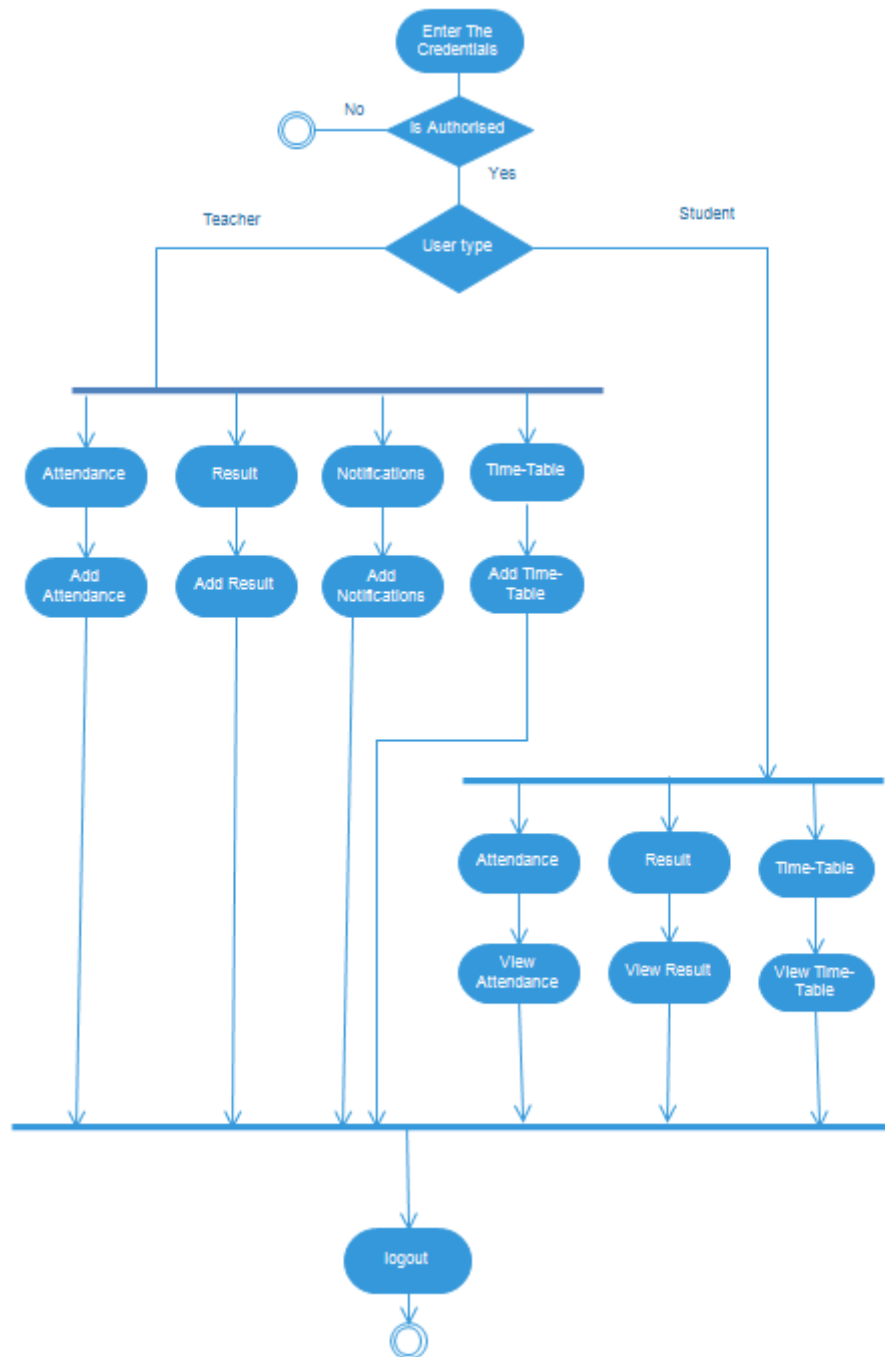 Enter The
Credentials
No
Is Authorised
Yes
Teacher
Student
User type
Attendance
Result
Notifications
Time-Table
Add
Attendance
Add Result
Add
Notifications
Add Time-
Table
Attendance
Result
Time-Table
View
Attendance
View Result
View Time-
Table
logout